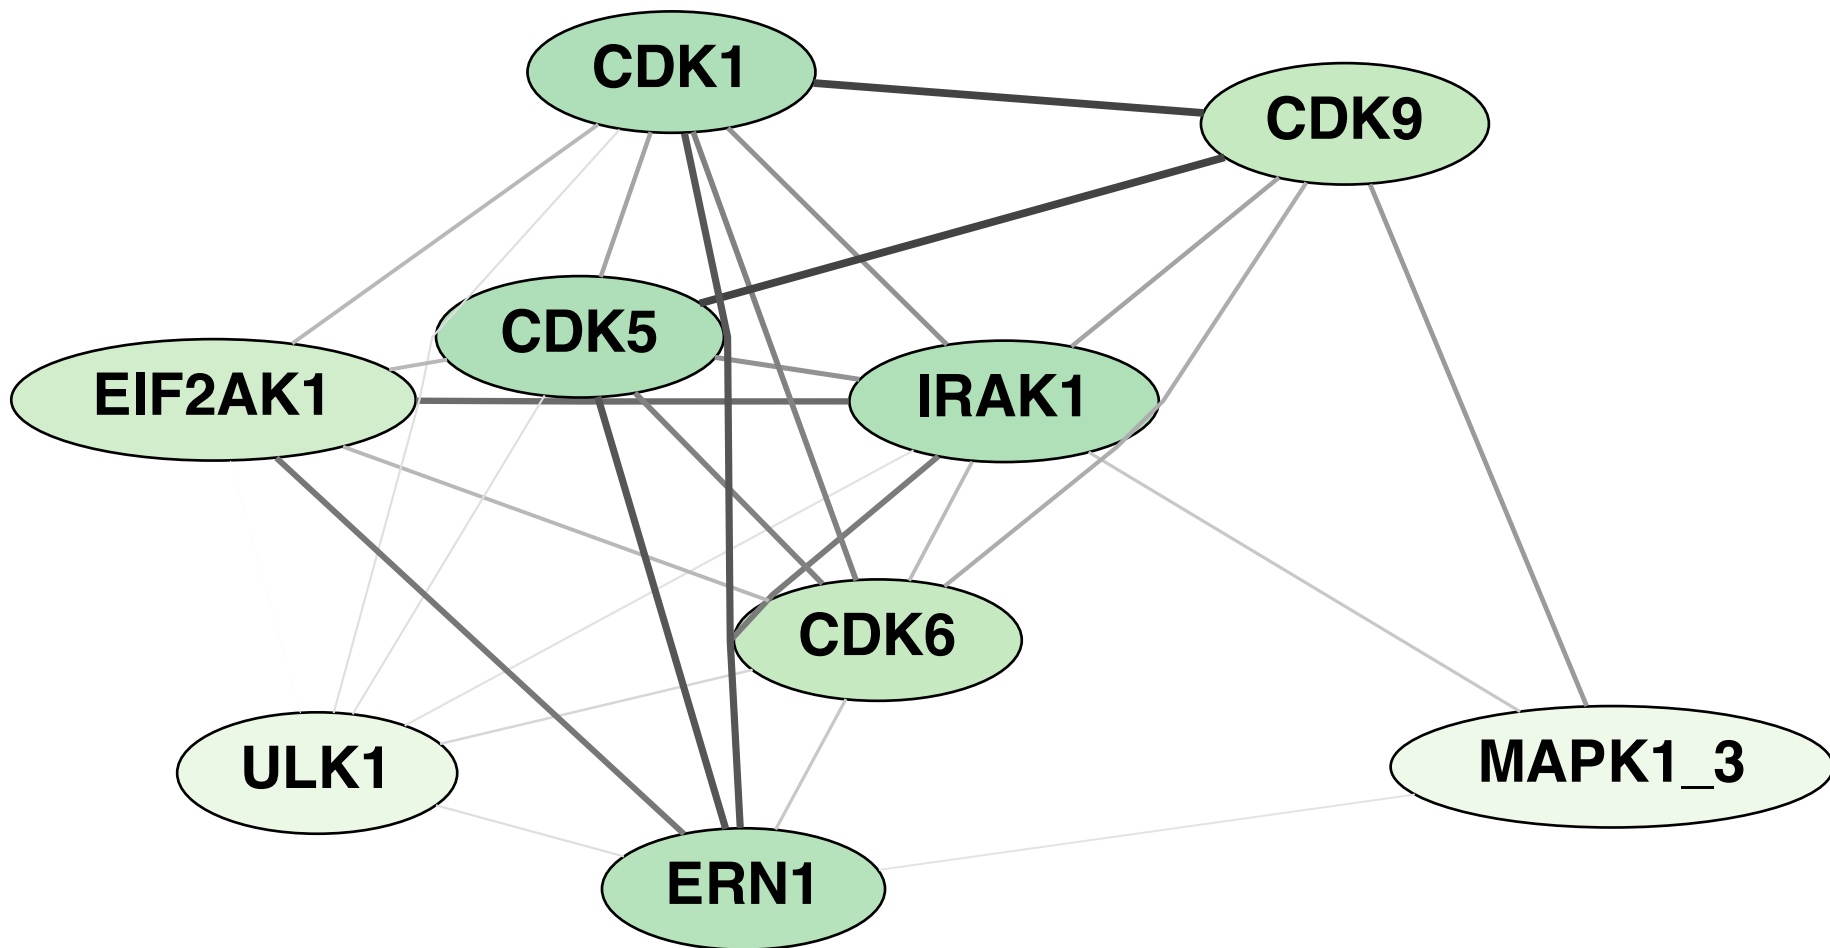 CDK1
CDK9
CDK5
EIF2AK1
IRAK1
CDK6
ULK1
MAPK1_3
ERN1